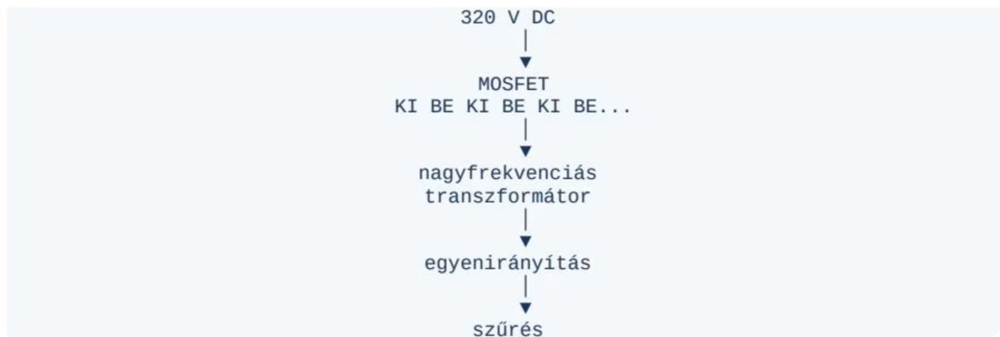 320 V DC
│
▼
MOSFET
KI BE KI BE KI BE...
│
▼
nagyfrekvenciás
transzformátor
│
▼
egyenirányítás
│
▼
szűrés